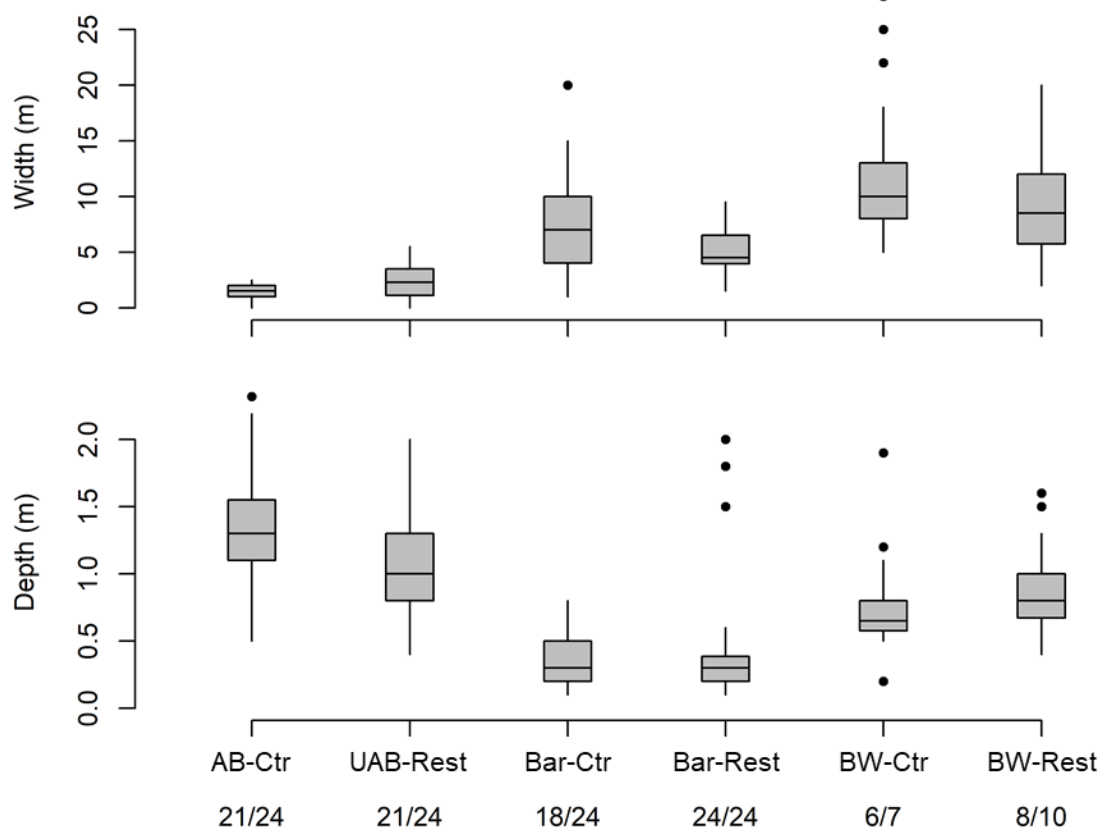 Width (m)
25
20
15
10
5
0
Depth (m)
2.0
1.5
1.0
0.5
0.0
AB-Ctr UAB-Rest Bar-Ctr Bar-Rest BW-Ctr BW-Rest
21/24 21/24 18/24 24/24 6/7 8/10